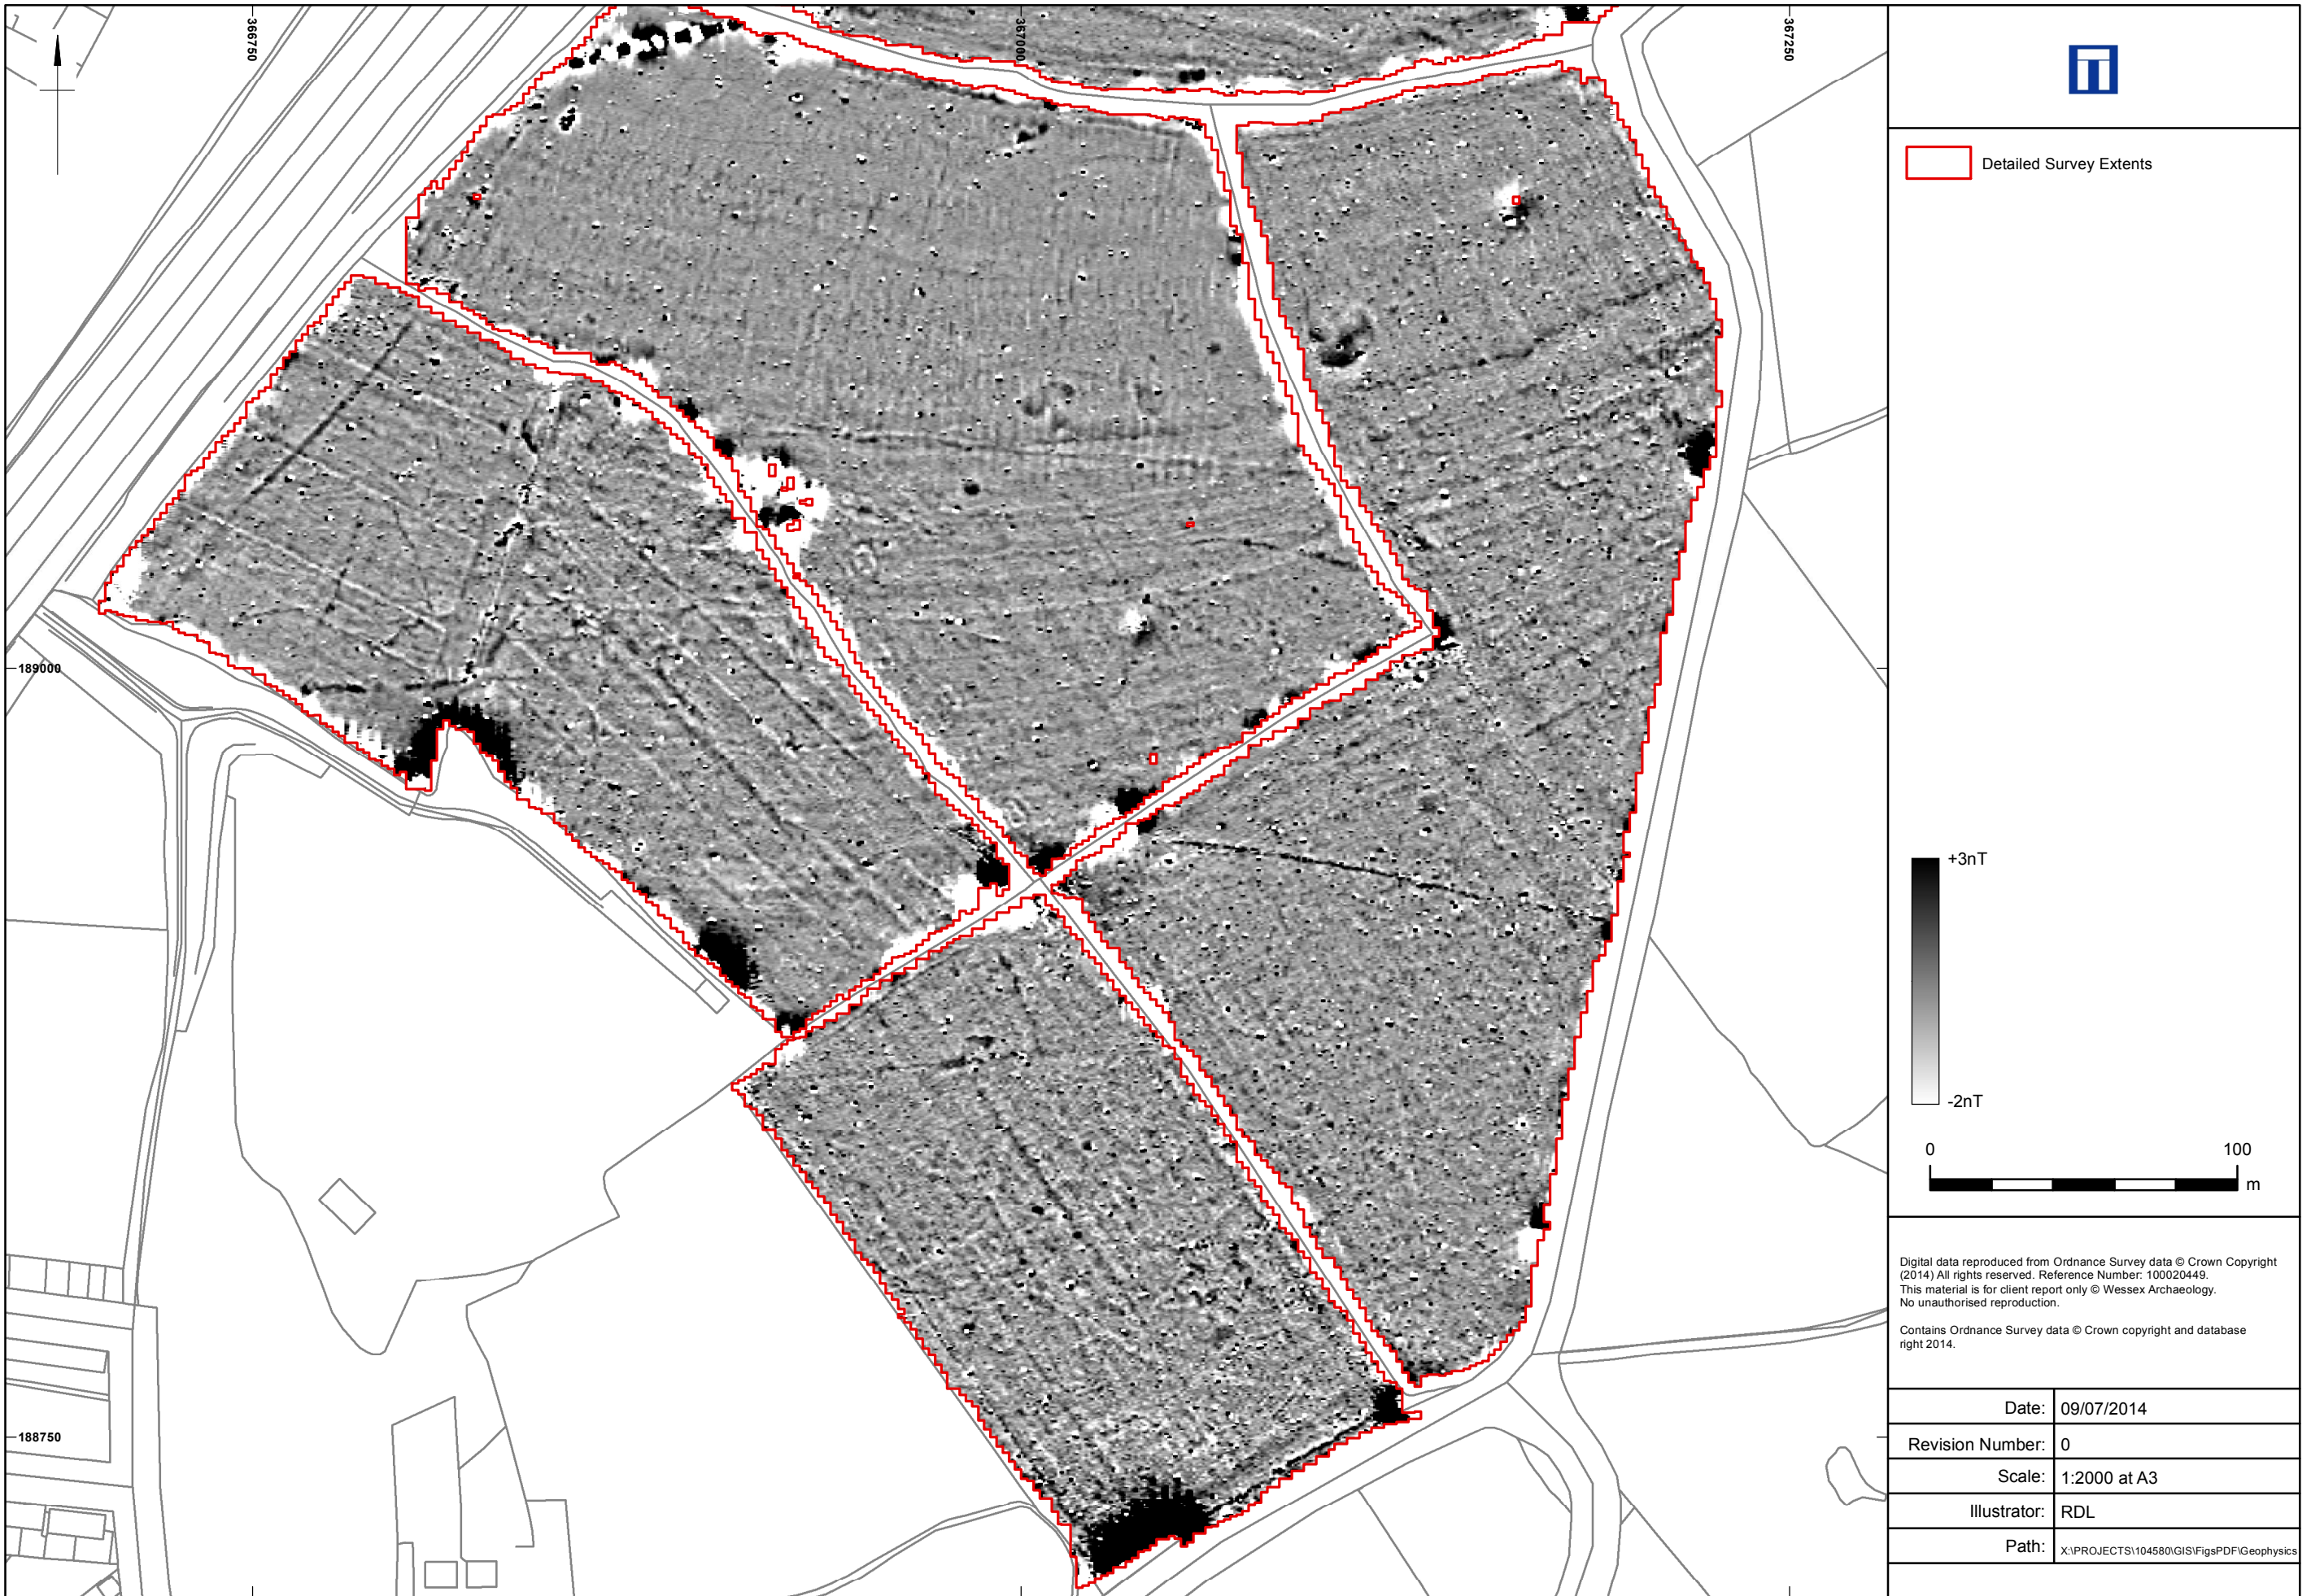 366750
367000
367250
189000
188750
Detailed Survey Extents
+3nT
-2nT
0 100
m
Digital data reproduced from Ordnance Survey data © Crown Copyright
(2014) All rights reserved. Reference Number: 100020449.
This material is for client report only © Wessex Archaeology.
No unauthorised reproduction.
Contains Ordnance Survey data © Crown copyright and database
right 2014.
Date: 09/07/2014
Revision Number: 0
Scale: 1:2000 at A3
Illustrator: RDL
Path: X:\PROJECTS\104580\GIS\FigsPDF\Geophysics